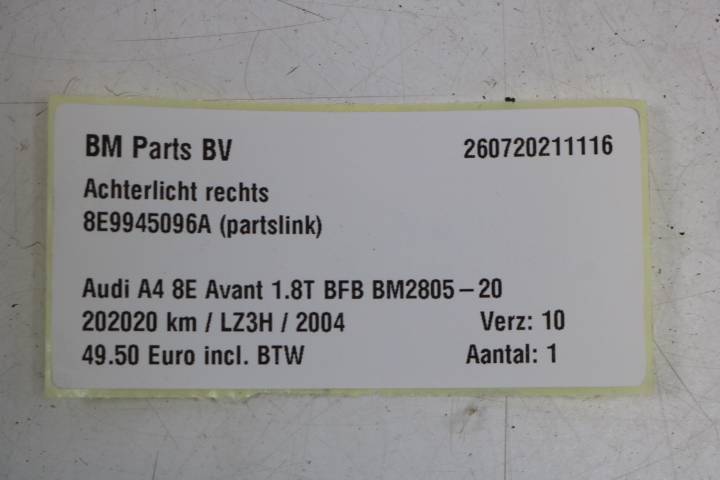 BM Parts BV 260720211116
Achterlicht rechts
8E9945096A (partslink)
Audi A4 8E Avant 1.8T BFB BM2805-20
202020 km / LZ3H / 2004 Verz: 10
49.50 Euro incl. BTW Aantal: 1